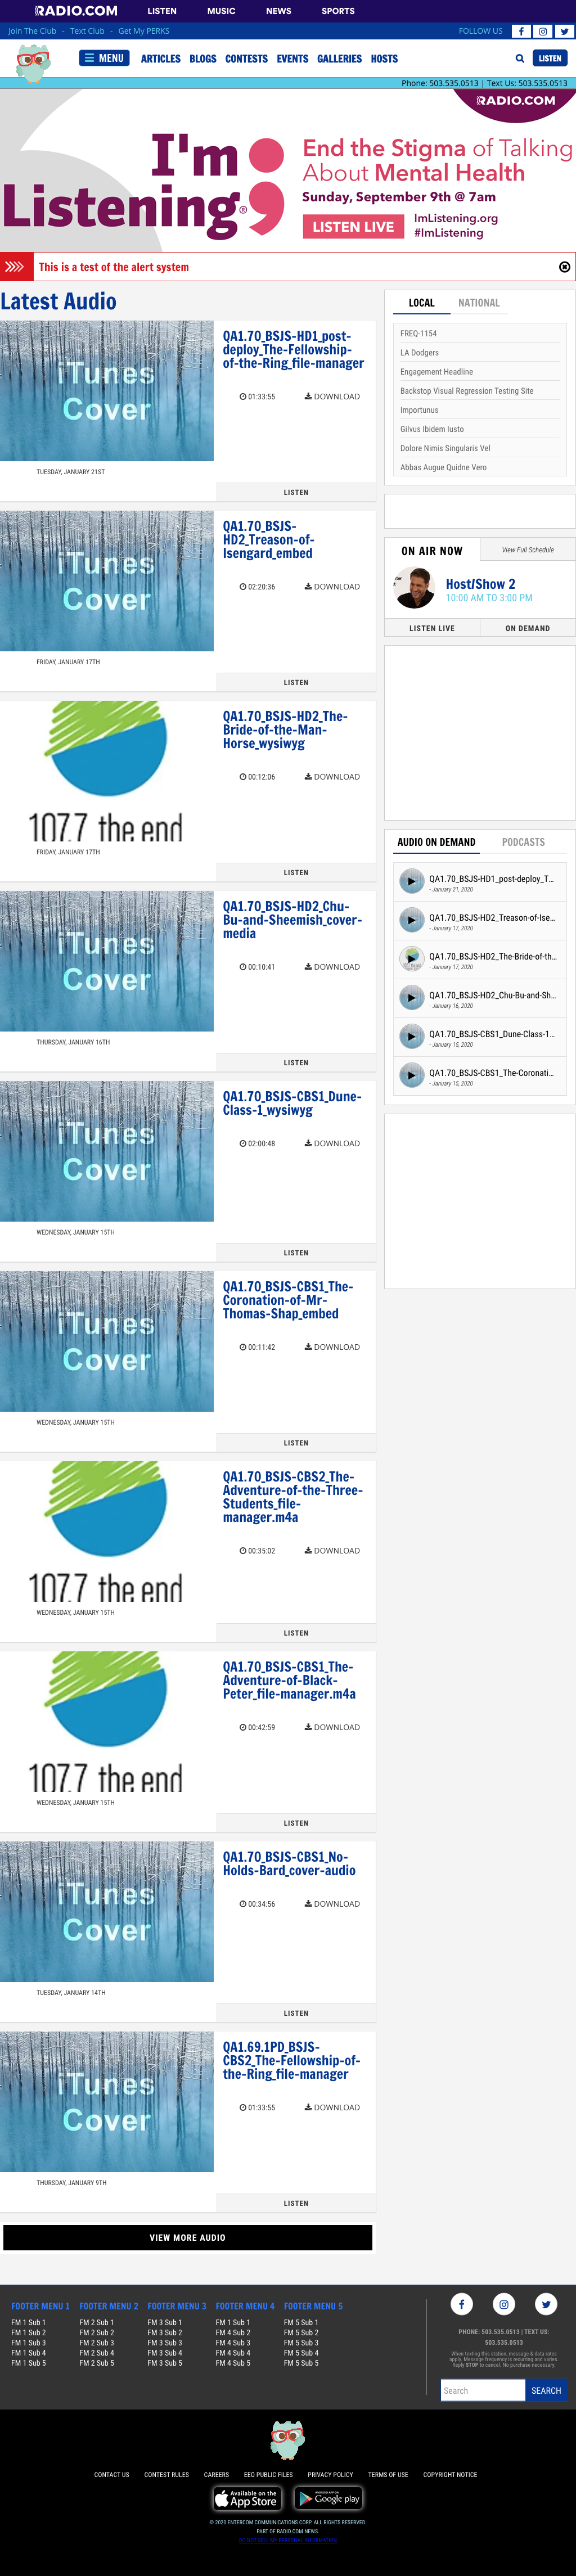 RADIO.COM LISTEN MUSIC NEWS SPORTS
Join The Club - Text Club - Get My PERKS FOLLOW US
MENU ARTICLES BLOGS CONTESTS EVENTS GALLERIES HOSTS LISTEN
Phone: 503.535.0513 | Text Us: 503.535.0513
RADIO.COM
I'm
Listening®
End the Stigma of Talking
About Mental Health
Sunday, September 9th @ 7am
LISTEN LIVE
ImListening.org
#ImListening
This is a test of the alert system
Latest Audio
iTunes
Cover
TUESDAY, JANUARY 21ST
QA1.70_BSJS-HD1_post-
deploy_The-Fellowship-
of-the-Ring_file-manager
01:33:55 DOWNLOAD
LISTEN
iTunes
Cover
FRIDAY, JANUARY 17TH
QA1.70_BSJS-
HD2_Treason-of-
Isengard_embed
02:20:36 DOWNLOAD
LISTEN
107.7 the end
FRIDAY, JANUARY 17TH
QA1.70_BSJS-HD2_The-
Bride-of-the-Man-
Horse_wysiwyg
00:12:06 DOWNLOAD
LISTEN
iTunes
Cover
THURSDAY, JANUARY 16TH
QA1.70_BSJS-HD2_Chu-
Bu-and-Sheemish_cover-
media
00:10:41 DOWNLOAD
LISTEN
iTunes
Cover
WEDNESDAY, JANUARY 15TH
QA1.70_BSJS-CBS1_Dune-
Class-1_wysiwyg
02:00:48 DOWNLOAD
LISTEN
iTunes
Cover
WEDNESDAY, JANUARY 15TH
QA1.70_BSJS-CBS1_The-
Coronation-of-Mr-
Thomas-Shap_embed
00:11:42 DOWNLOAD
LISTEN
107.7 the end
WEDNESDAY, JANUARY 15TH
QA1.70_BSJS-CBS2_The-
Adventure-of-the-Three-
Students_file-
manager.m4a
00:35:02 DOWNLOAD
LISTEN
107.7 the end
WEDNESDAY, JANUARY 15TH
QA1.70_BSJS-CBS1_The-
Adventure-of-Black-
Peter_file-manager.m4a
00:42:59 DOWNLOAD
LISTEN
iTunes
Cover
TUESDAY, JANUARY 14TH
QA1.70_BSJS-CBS1_No-
Holds-Bard_cover-audio
00:34:56 DOWNLOAD
LISTEN
iTunes
Cover
THURSDAY, JANUARY 9TH
QA1.69.1PD_BSJS-
CBS2_The-Fellowship-of-
the-Ring_file-manager
01:33:55 DOWNLOAD
LISTEN
VIEW MORE AUDIO
LOCAL NATIONAL
FREQ-1154
LA Dodgers
Engagement Headline
Backstop Visual Regression Testing Site
Importunus
Gilvus Ibidem Iusto
Dolore Nimis Singularis Vel
Abbas Augue Quidne Vero
ON AIR NOW View Full Schedule
Host/Show 2
10:00 AM TO 3:00 PM
LISTEN LIVE ON DEMAND
AUDIO ON DEMAND PODCASTS
QA1.70_BSJS-HD1_post-deploy_T...
- January 21, 2020
QA1.70_BSJS-HD2_Treason-of-Ise...
- January 17, 2020
QA1.70_BSJS-HD2_The-Bride-of-th...
- January 17, 2020
QA1.70_BSJS-HD2_Chu-Bu-and-Sh...
- January 16, 2020
QA1.70_BSJS-CBS1_Dune-Class-1...
- January 15, 2020
QA1.70_BSJS-CBS1_The-Coronati...
- January 15, 2020
FOOTER MENU 1 FOOTER MENU 2 FOOTER MENU 3 FOOTER MENU 4 FOOTER MENU 5
FM 1 Sub 1 FM 2 Sub 1 FM 3 Sub 1 FM 1 Sub 1 FM 5 Sub 1
FM 1 Sub 2 FM 2 Sub 2 FM 3 Sub 2 FM 4 Sub 2 FM 5 Sub 2
FM 1 Sub 3 FM 2 Sub 3 FM 3 Sub 3 FM 4 Sub 3 FM 5 Sub 3
FM 1 Sub 4 FM 2 Sub 4 FM 3 Sub 4 FM 4 Sub 4 FM 5 Sub 4
FM 1 Sub 5 FM 2 Sub 5 FM 3 Sub 5 FM 4 Sub 5 FM 5 Sub 5
PHONE: 503.535.0513 | TEXT US:
503.535.0513
When texting this station, message & data rates
apply. Message frequency is recurring and varies.
Reply STOP to cancel. No purchase necessary.
Search SEARCH
CONTACT US CONTEST RULES CAREERS EEO PUBLIC FILES PRIVACY POLICY TERMS OF USE COPYRIGHT NOTICE
Available on the
App Store
ANDROID APP ON
Google play
© 2020 ENTERCOM COMMUNICATIONS CORP. ALL RIGHTS RESERVED.
PART OF RADIO.COM NEWS.
DO NOT SELL MY PERSONAL INFORMATION